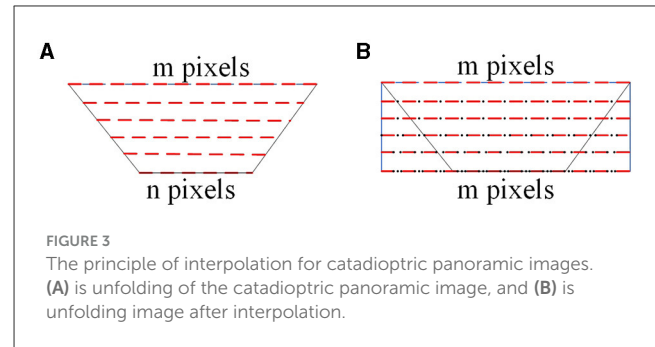 A
B
m pixels
m pixels
n pixels
m pixels
FIGURE 3
The principle of interpolation for catadioptric panoramic images.
(A) is unfolding of the catadioptric panoramic image, and (B) is
unfolding image after interpolation.